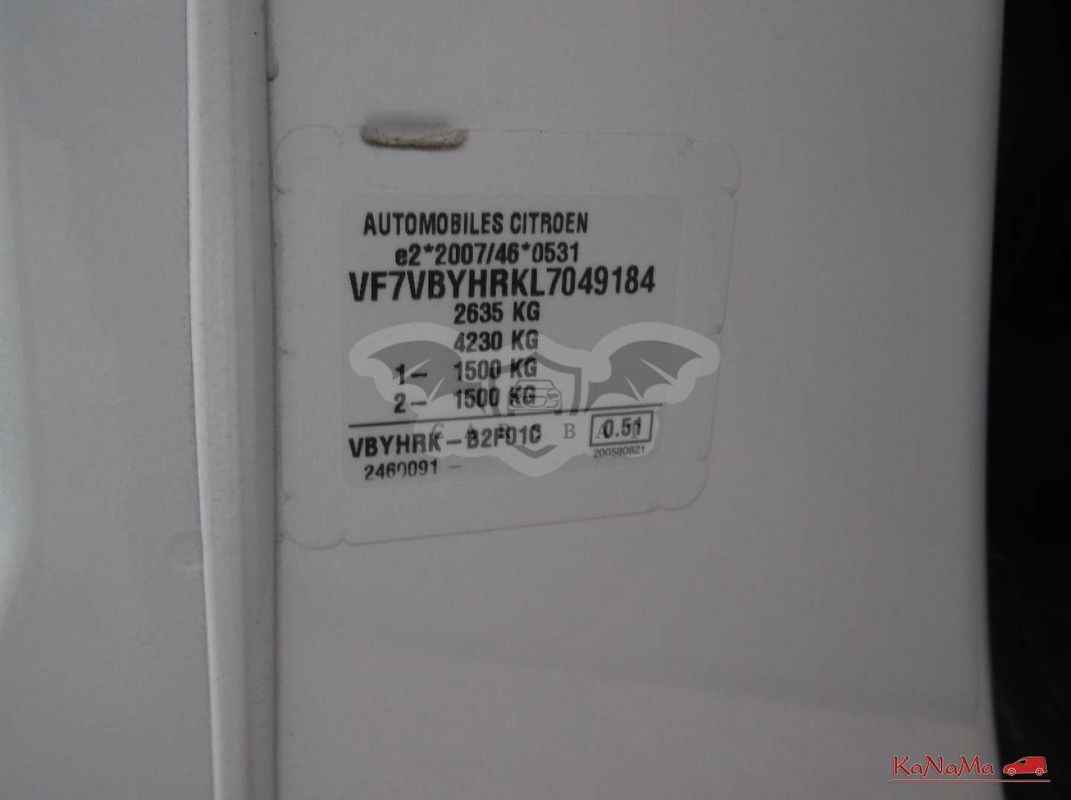 AUTOMOBILES CITROEN
e2*2007/46*0531
VF7VBYHRKL7049184
2635 KG
4230 KG
1- 1500 KG
2- 1500 KG
VBYHRK-B2F01C
0.51
200580821
2460091 -
KaNaMa